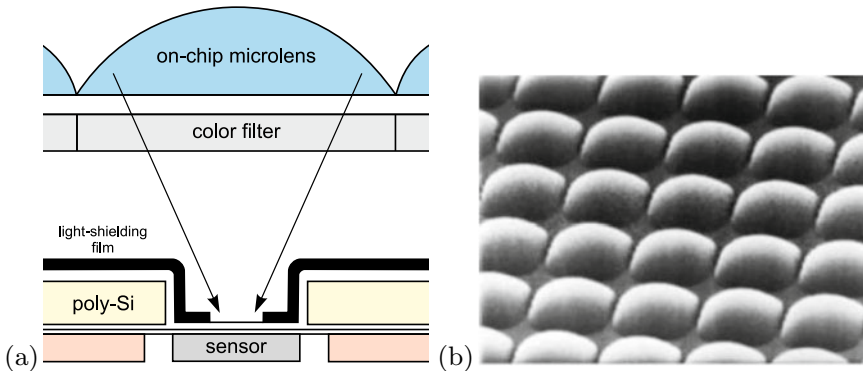 on-chip microlens
color filter
light-shielding
film
poly-Si
sensor
(a)
(b)